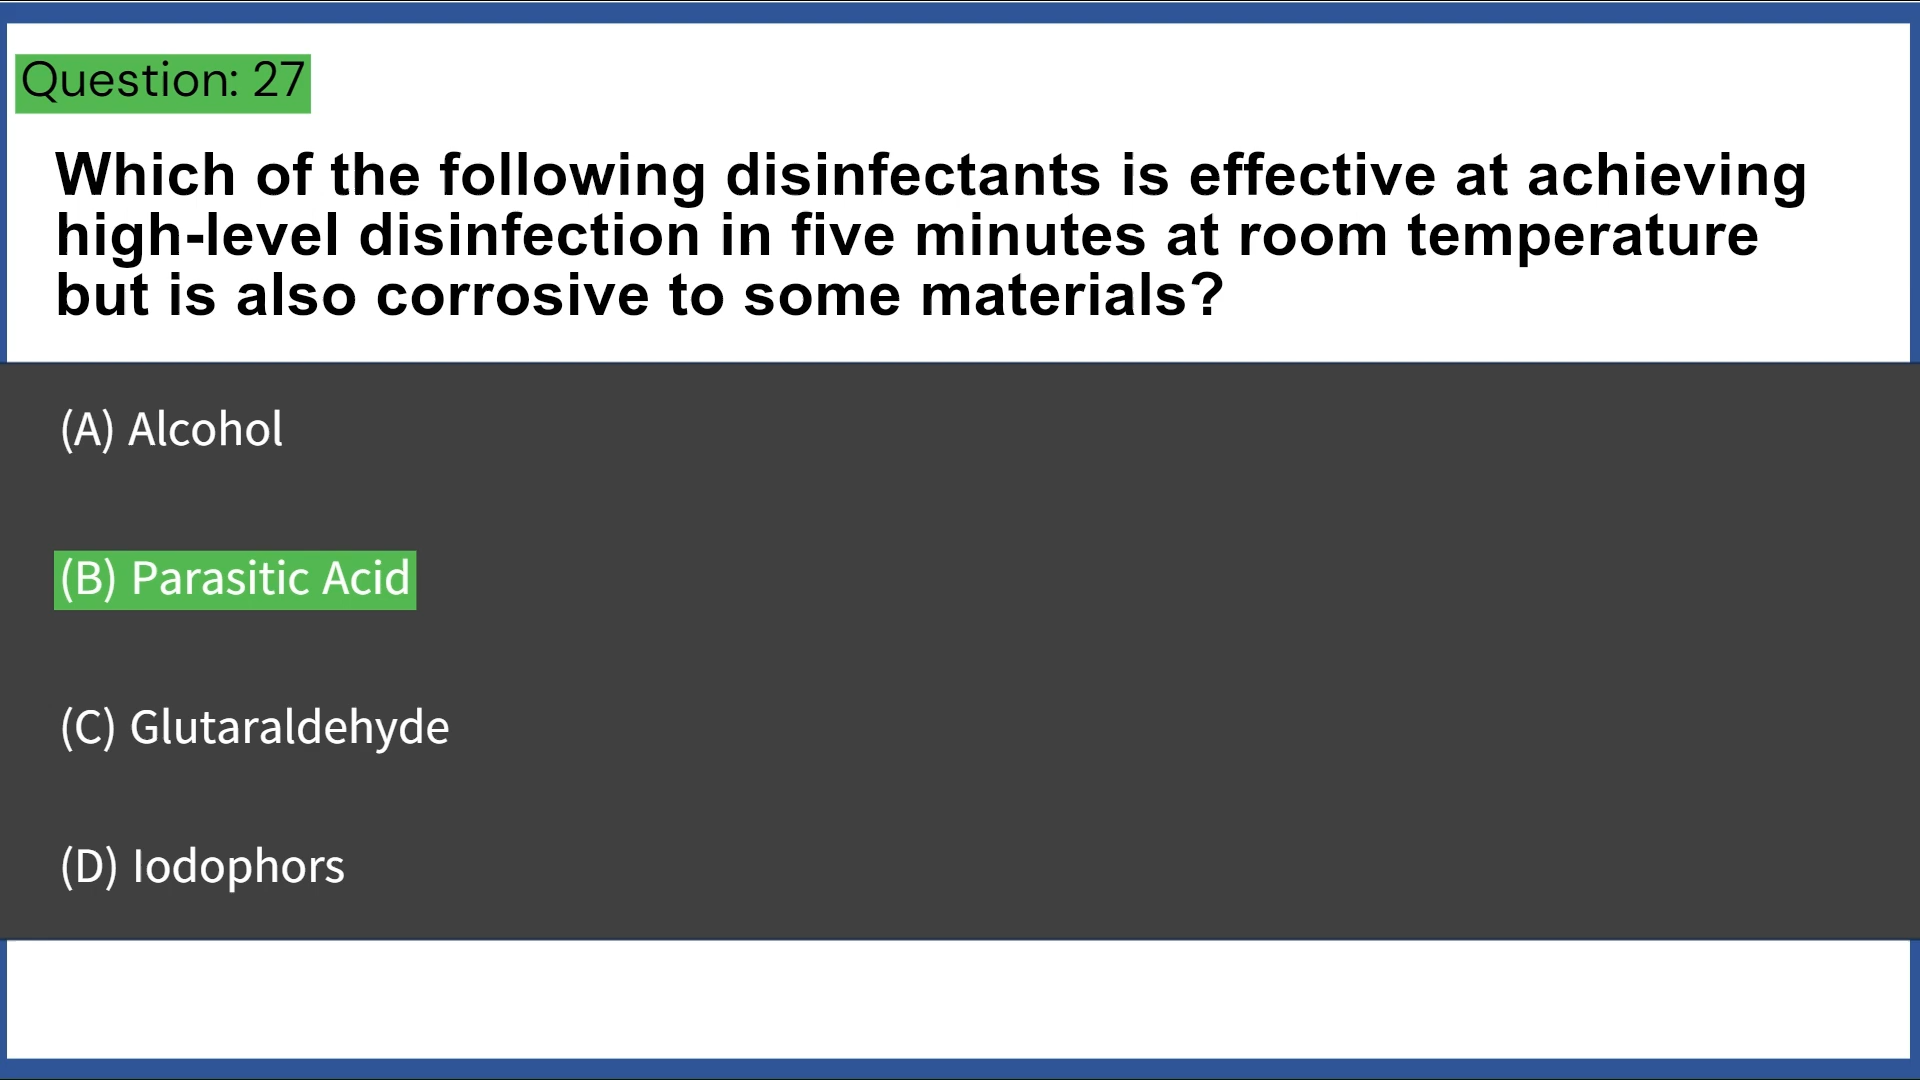 Question: 27
Which of the following disinfectants is effective at achieving
high-level disinfection in five minutes at room temperature
but is also corrosive to some materials?
(A) Alcohol
(B) Parasitic Acid
(C) Glutaraldehyde
(D) Iodophors